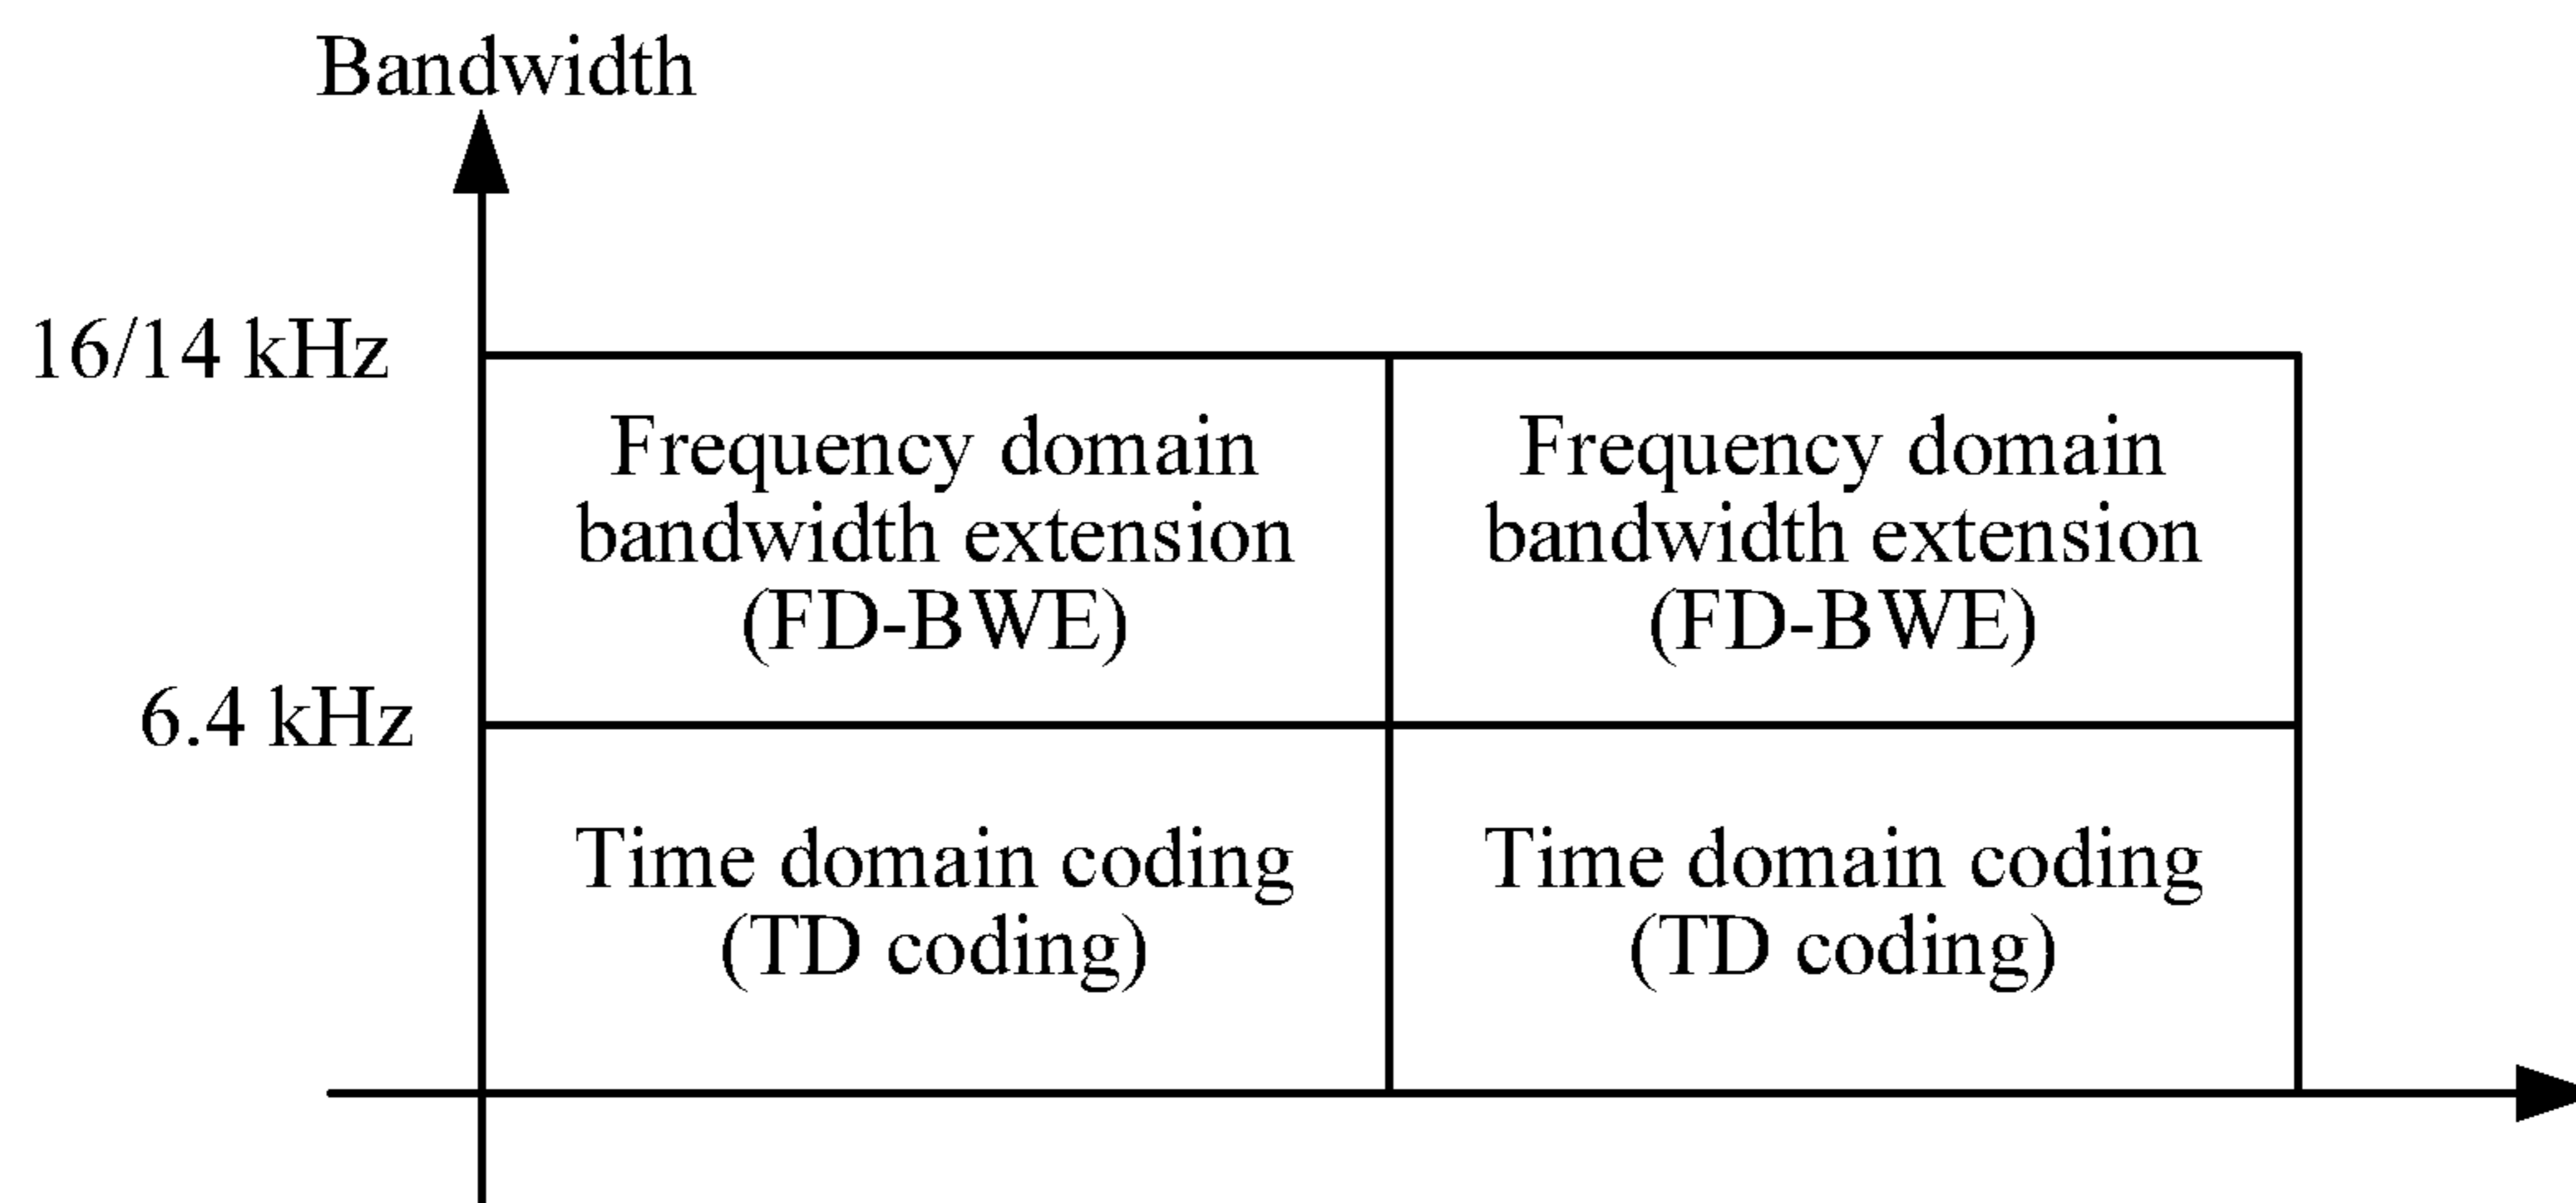 Bandwidth
16/14 kHz
Frequency domain
bandwidth extension
(FD-BWE)
Frequency domain
bandwidth extension
(FD-BWE)
6.4 kHz
Time domain coding
(TD coding)
Time domain coding
(TD coding)